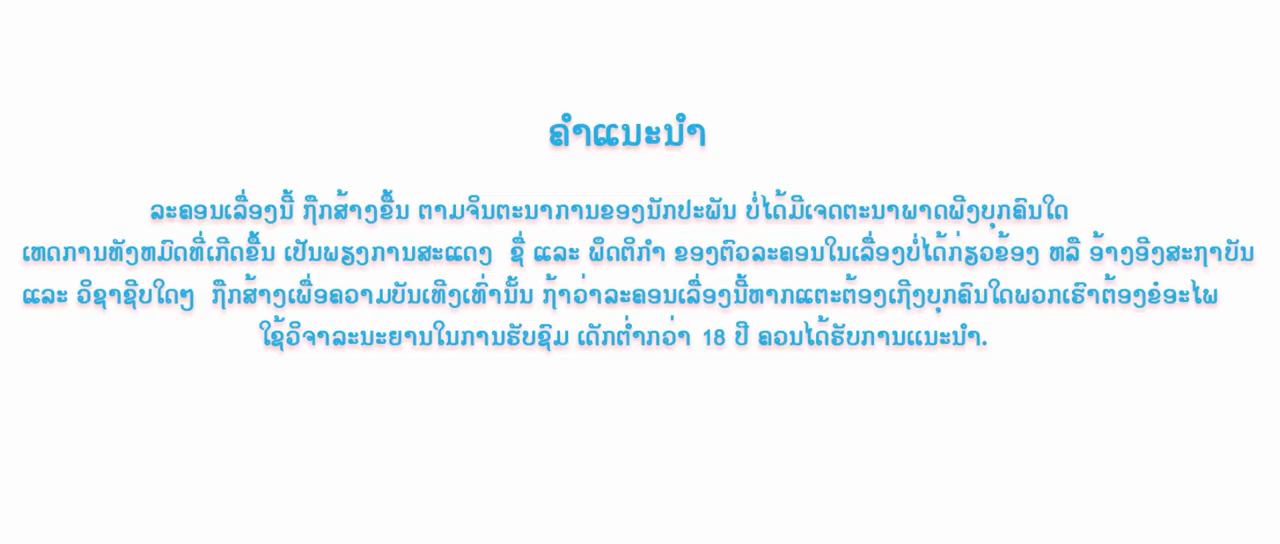 ຄໍາແນະນໍາ
ລະຄອນເລື່ອງນີ້ ຖືກສ້າງຂື້ນ ຕາມຈິນຕະນາການຂອງນັກປະພັນ ບໍ່ໄດ້ມີເຈດຕະນາພາດພີງບຸກຄົນໃດ
ເຫດການທັງຫມົດທີ່ເກີດຂື້ນ ເປັນພຽງການສະແດງ ຊື່ ແລະ ພຶດຕິກໍາ ຂອງຕົວລະຄອນໃນເລື່ອງບໍ່ໄດ້ກ່ຽວຂ້ອງ ຫລື ອ້າງອີງສະຖາບັນ
ແລະ ວິຊາຊີບໃດໆ ຖືກສ້າງເພື່ອຄວາມບັນເທີງເທົ່ານັ້ນ ຖ້າວ່າລະຄອນເລື່ອງນີ້ຫາກແຕະຕ້ອງເຖີງບຸກຄົນໃດພວກເຮົາຕ້ອງຂໍອະໄພ
ໃຊ້ວິຈາລະນະຍານໃນການຮັບຊົມ ເດັກຕໍ່າກວ່າ 18 ປີ ຄວນໄດ້ຮັບການແນະນໍາ.